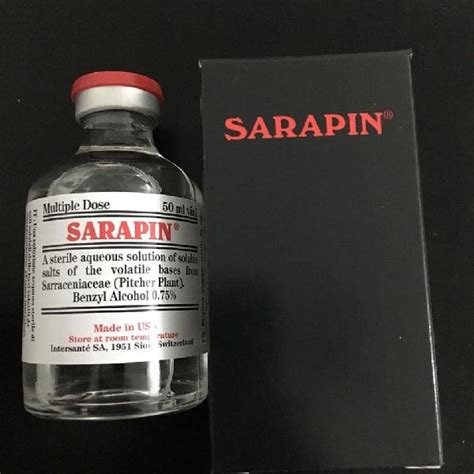 Multiple Dose 50 ml vial
SARAPIN®
A sterile aqueous solution of soluble
salts of the volatile bases from
Sarraceniaceae (Pitcher Plant).
Benzyl Alcohol 0.75%
Made in USA
Store at room temperature
Intersanté SA, 1951 Sion, Switzerland
SARAPIN®